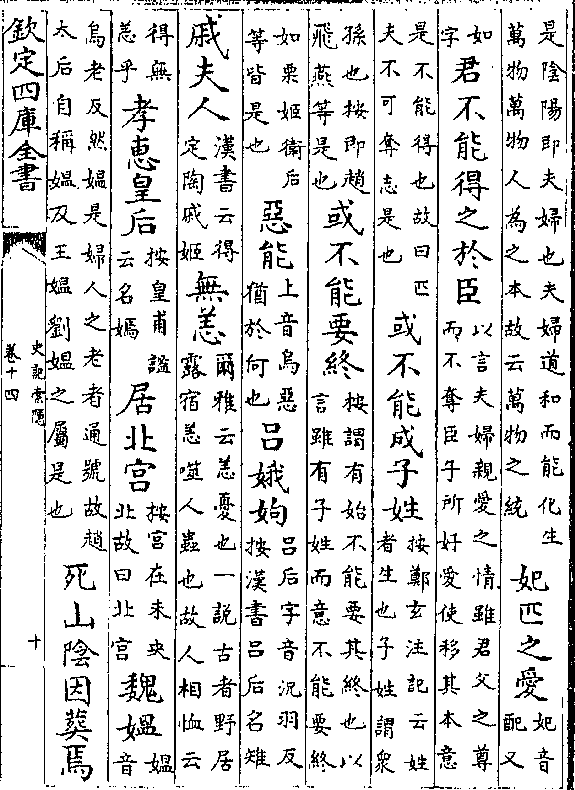 是陰陽即夫婦也夫婦道和而能化生
萬物萬物人為之本故云萬物之統
妃匹之愛
妃音
配又
如
字
君不能得之於臣
以言夫婦親愛之情雖君父之尊
而不奪臣子所好愛使移其本意
是不能得也故曰匹
夫不可奪志是也
或不能成子姓
按鄭玄注記云姓
者生也子姓謂衆
孫也按即趙
飛燕等是也
或不能要終
按謂有始不能要其終也以
言雖有子姓而意不能要終
如栗姬衛后
等皆是也
惡能
上音烏惡
猶於何也
呂娥姁
呂后字音況羽反
按漢書呂后名雉
戚夫人
漢書云得
定陶戚姬
無恙
爾雅云恙憂也一説古者野居
露宿恙噬人蟲也故人相恤云
得無
恙乎
孝惠皇后
按皇甫謐
云名嫣
居北宮
按宮在未央
北故曰北宮
魏媪
媪音
烏老反然媪是婦人之老者通號故趙
太后自稱媪及王媪劉媪之屬是也
死山陰因葬焉
欽定四庫全書
史記索隱
卷十四
十